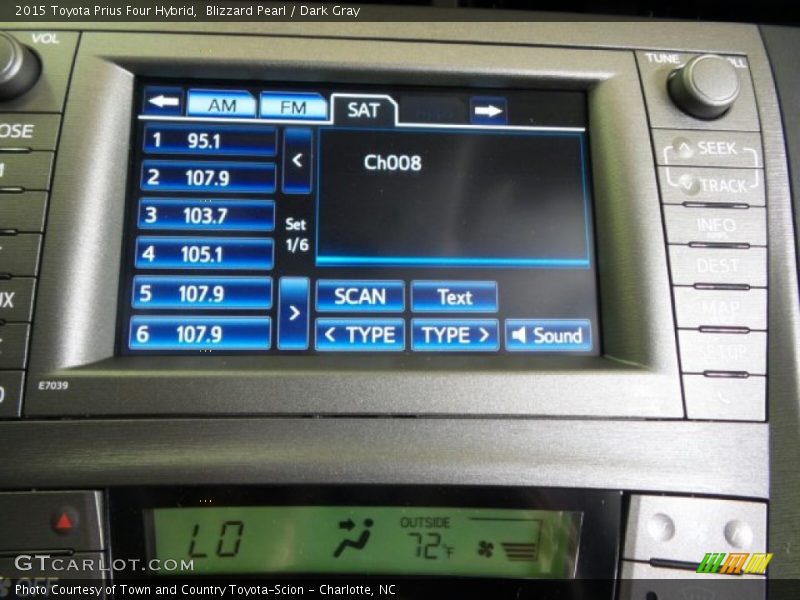 2015 Toyota Prius Four Hybrid,  Blizzard Pearl / Dark Gray
VOL
TUNE
AM
FM
SAT
1 95.1
2 107.9
3 103.7
4 105.1
5 107.9
6 107.9
<
Set
1/6
>
Ch008
SCAN
Text
< TYPE
TYPE >
Sound
SEEK
TRACK
INFO
DEST
MAP
SETUP
E7039
LO
OUTSIDE
72°F
OFF
GTcarlot.com
Photo Courtesy of Town and Country Toyota-Scion - Charlotte, NC